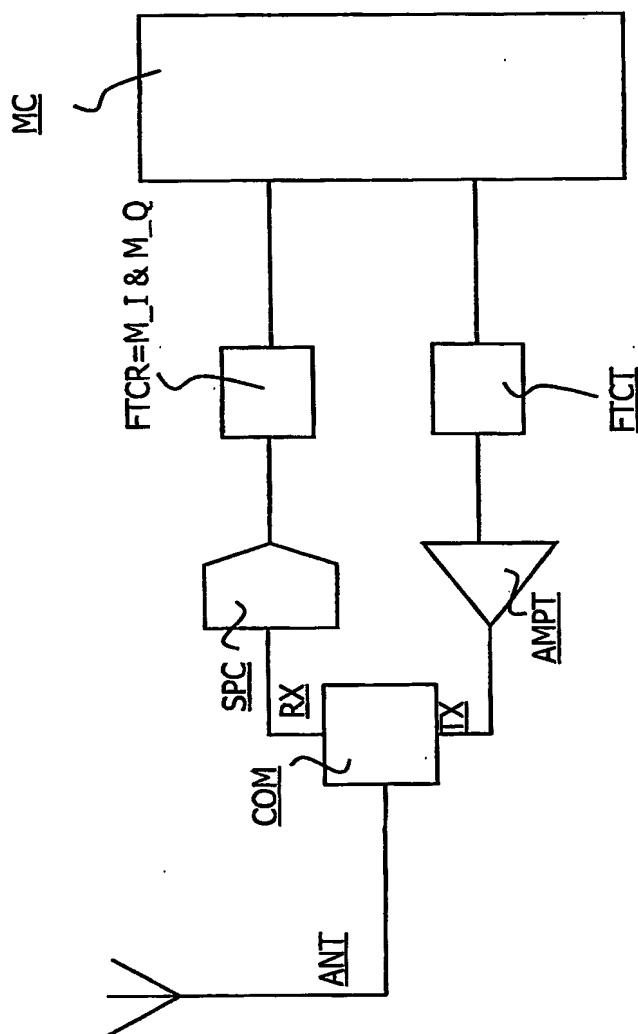 MC
FTCR=M_I & M_Q
FTCT
SPC
AMPT
RX
TX
COM
ANT